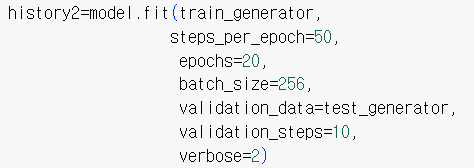 history2=model.fit(train_generator,
steps_per_epoch=50,
epochs=20,
batch_size=256,
validation_data=test_generator,
validation_steps=10,
verbose=2)